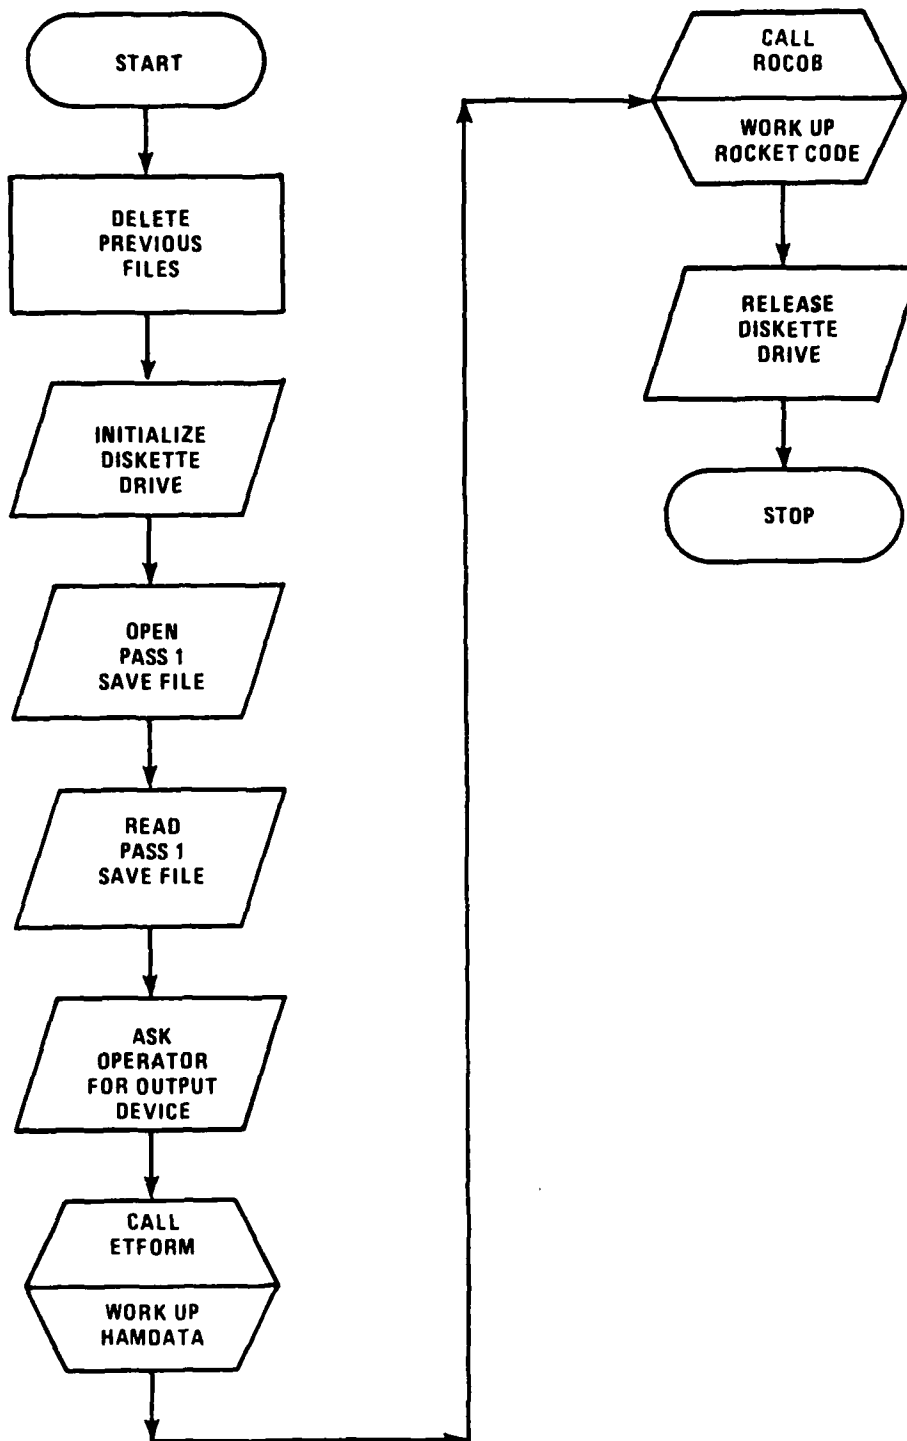 START
DELETE
PREVIOUS
FILES
INITIALIZE
DISKETTE
DRIVE
OPEN
PASS 1
SAVE FILE
READ
PASS 1
SAVE FILE
ASK
OPERATOR
FOR OUTPUT
DEVICE
CALL
ETFORM
WORK UP
HAMDATA
CALL
ROCOB
WORK UP
ROCKET CODE
RELEASE
DISKETTE
DRIVE
STOP